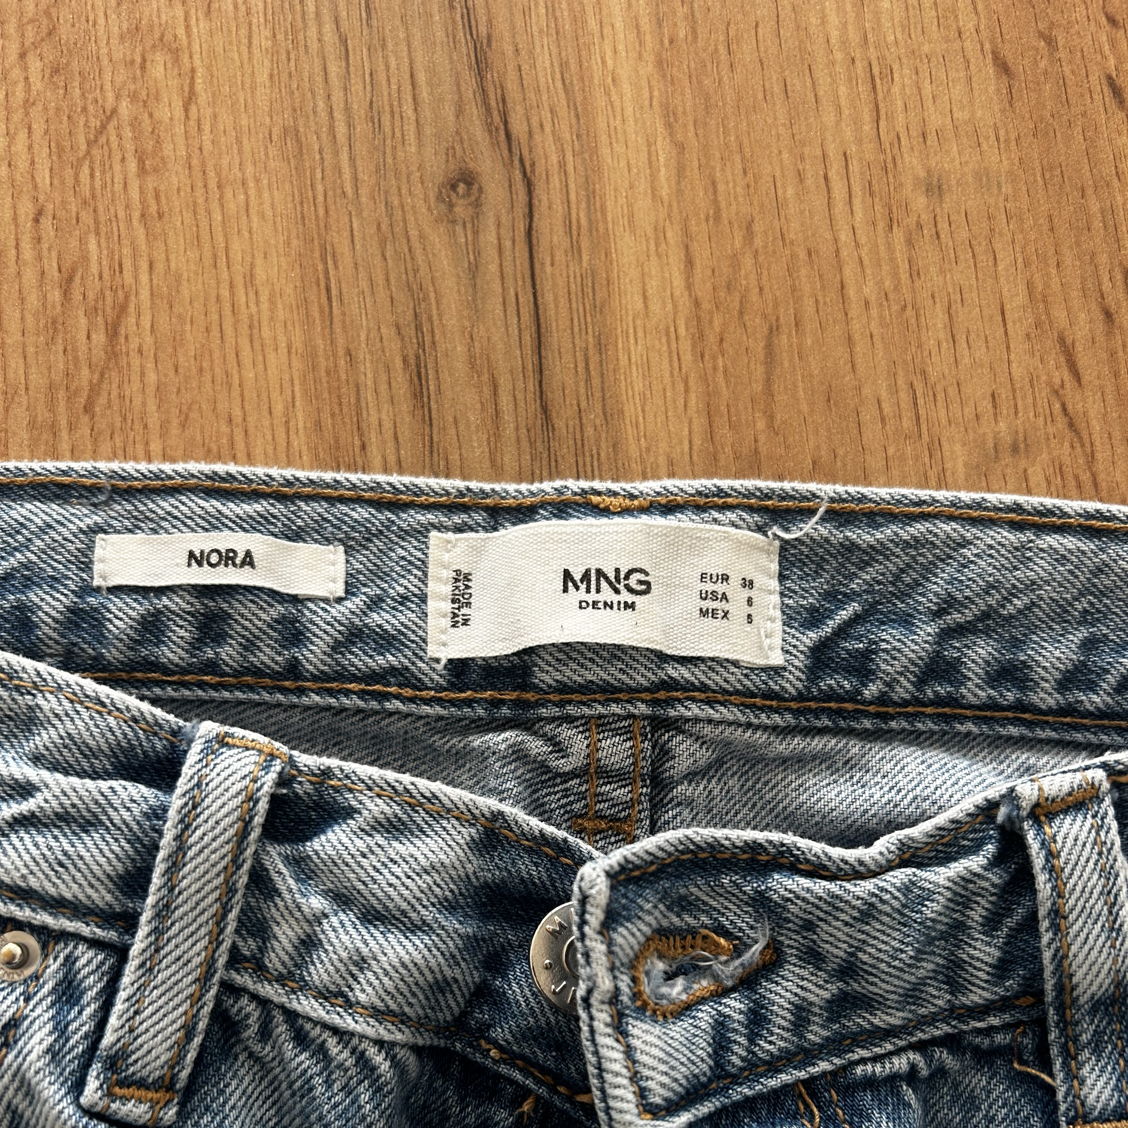 NORA
MADE IN
PAKISTAN
MNG
DENIM
EUR 38
USA 6
MEX 5